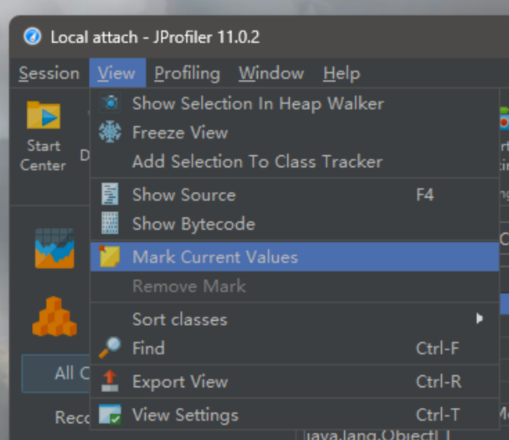 Local attach - JProfiler 11.0.2
Session View Profiling Window Help
Start
Center
Show Selection In Heap Walker
Freeze View
Add Selection To Class Tracker
Show Source F4
Show Bytecode
Mark Current Values
Remove Mark
Sort classes
Find Ctrl-F
All
Export View Ctrl-R
View Settings Ctrl-T
java.lang.Object[ ]